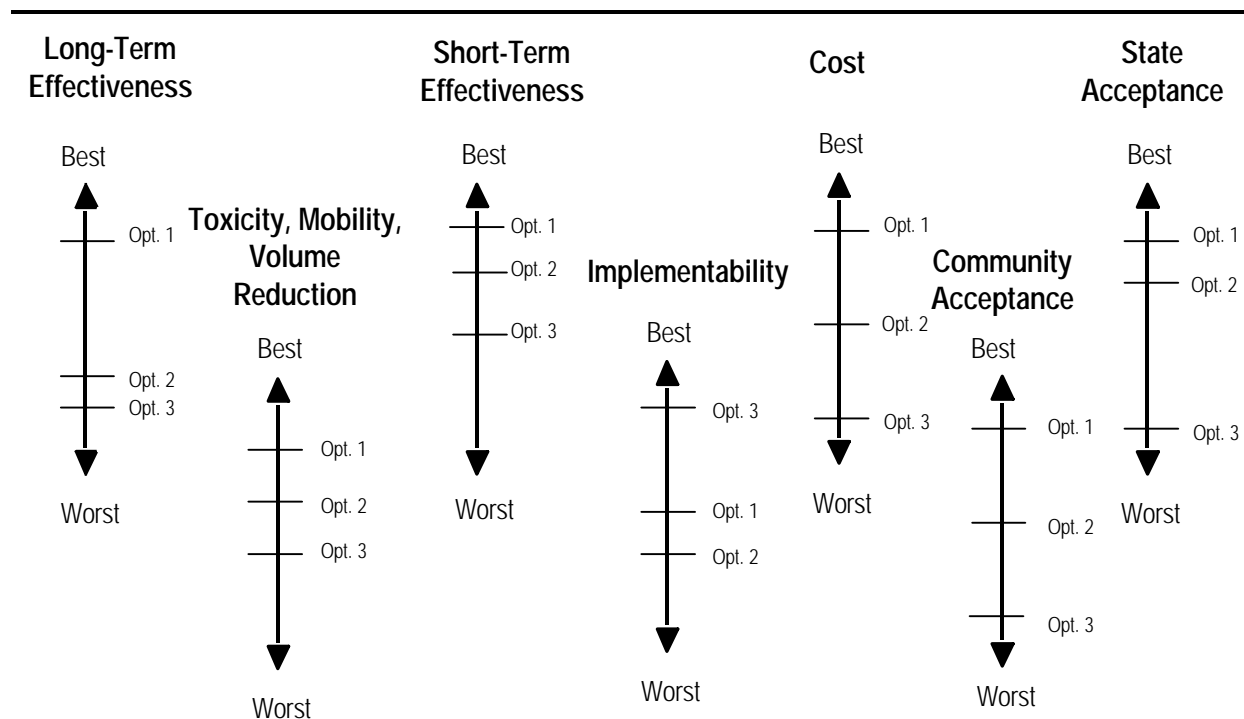 Long-Term
Effectiveness
Best
Opt. 1
Opt. 2
Opt. 3
Worst
Toxicity, Mobility,
Volume
Reduction
Best
Opt. 1
Opt. 2
Opt. 3
Worst
Short-Term
Effectiveness
Best
Opt. 1
Opt. 2
Opt. 3
Worst
Implementability
Best
Opt. 3
Opt. 1
Opt. 2
Worst
Cost
Best
Opt. 1
Opt. 2
Opt. 3
Worst
Community
Acceptance
Best
Opt. 1
Opt. 2
Opt. 3
Worst
State
Acceptance
Best
Opt. 1
Opt. 2
Opt. 3
Worst